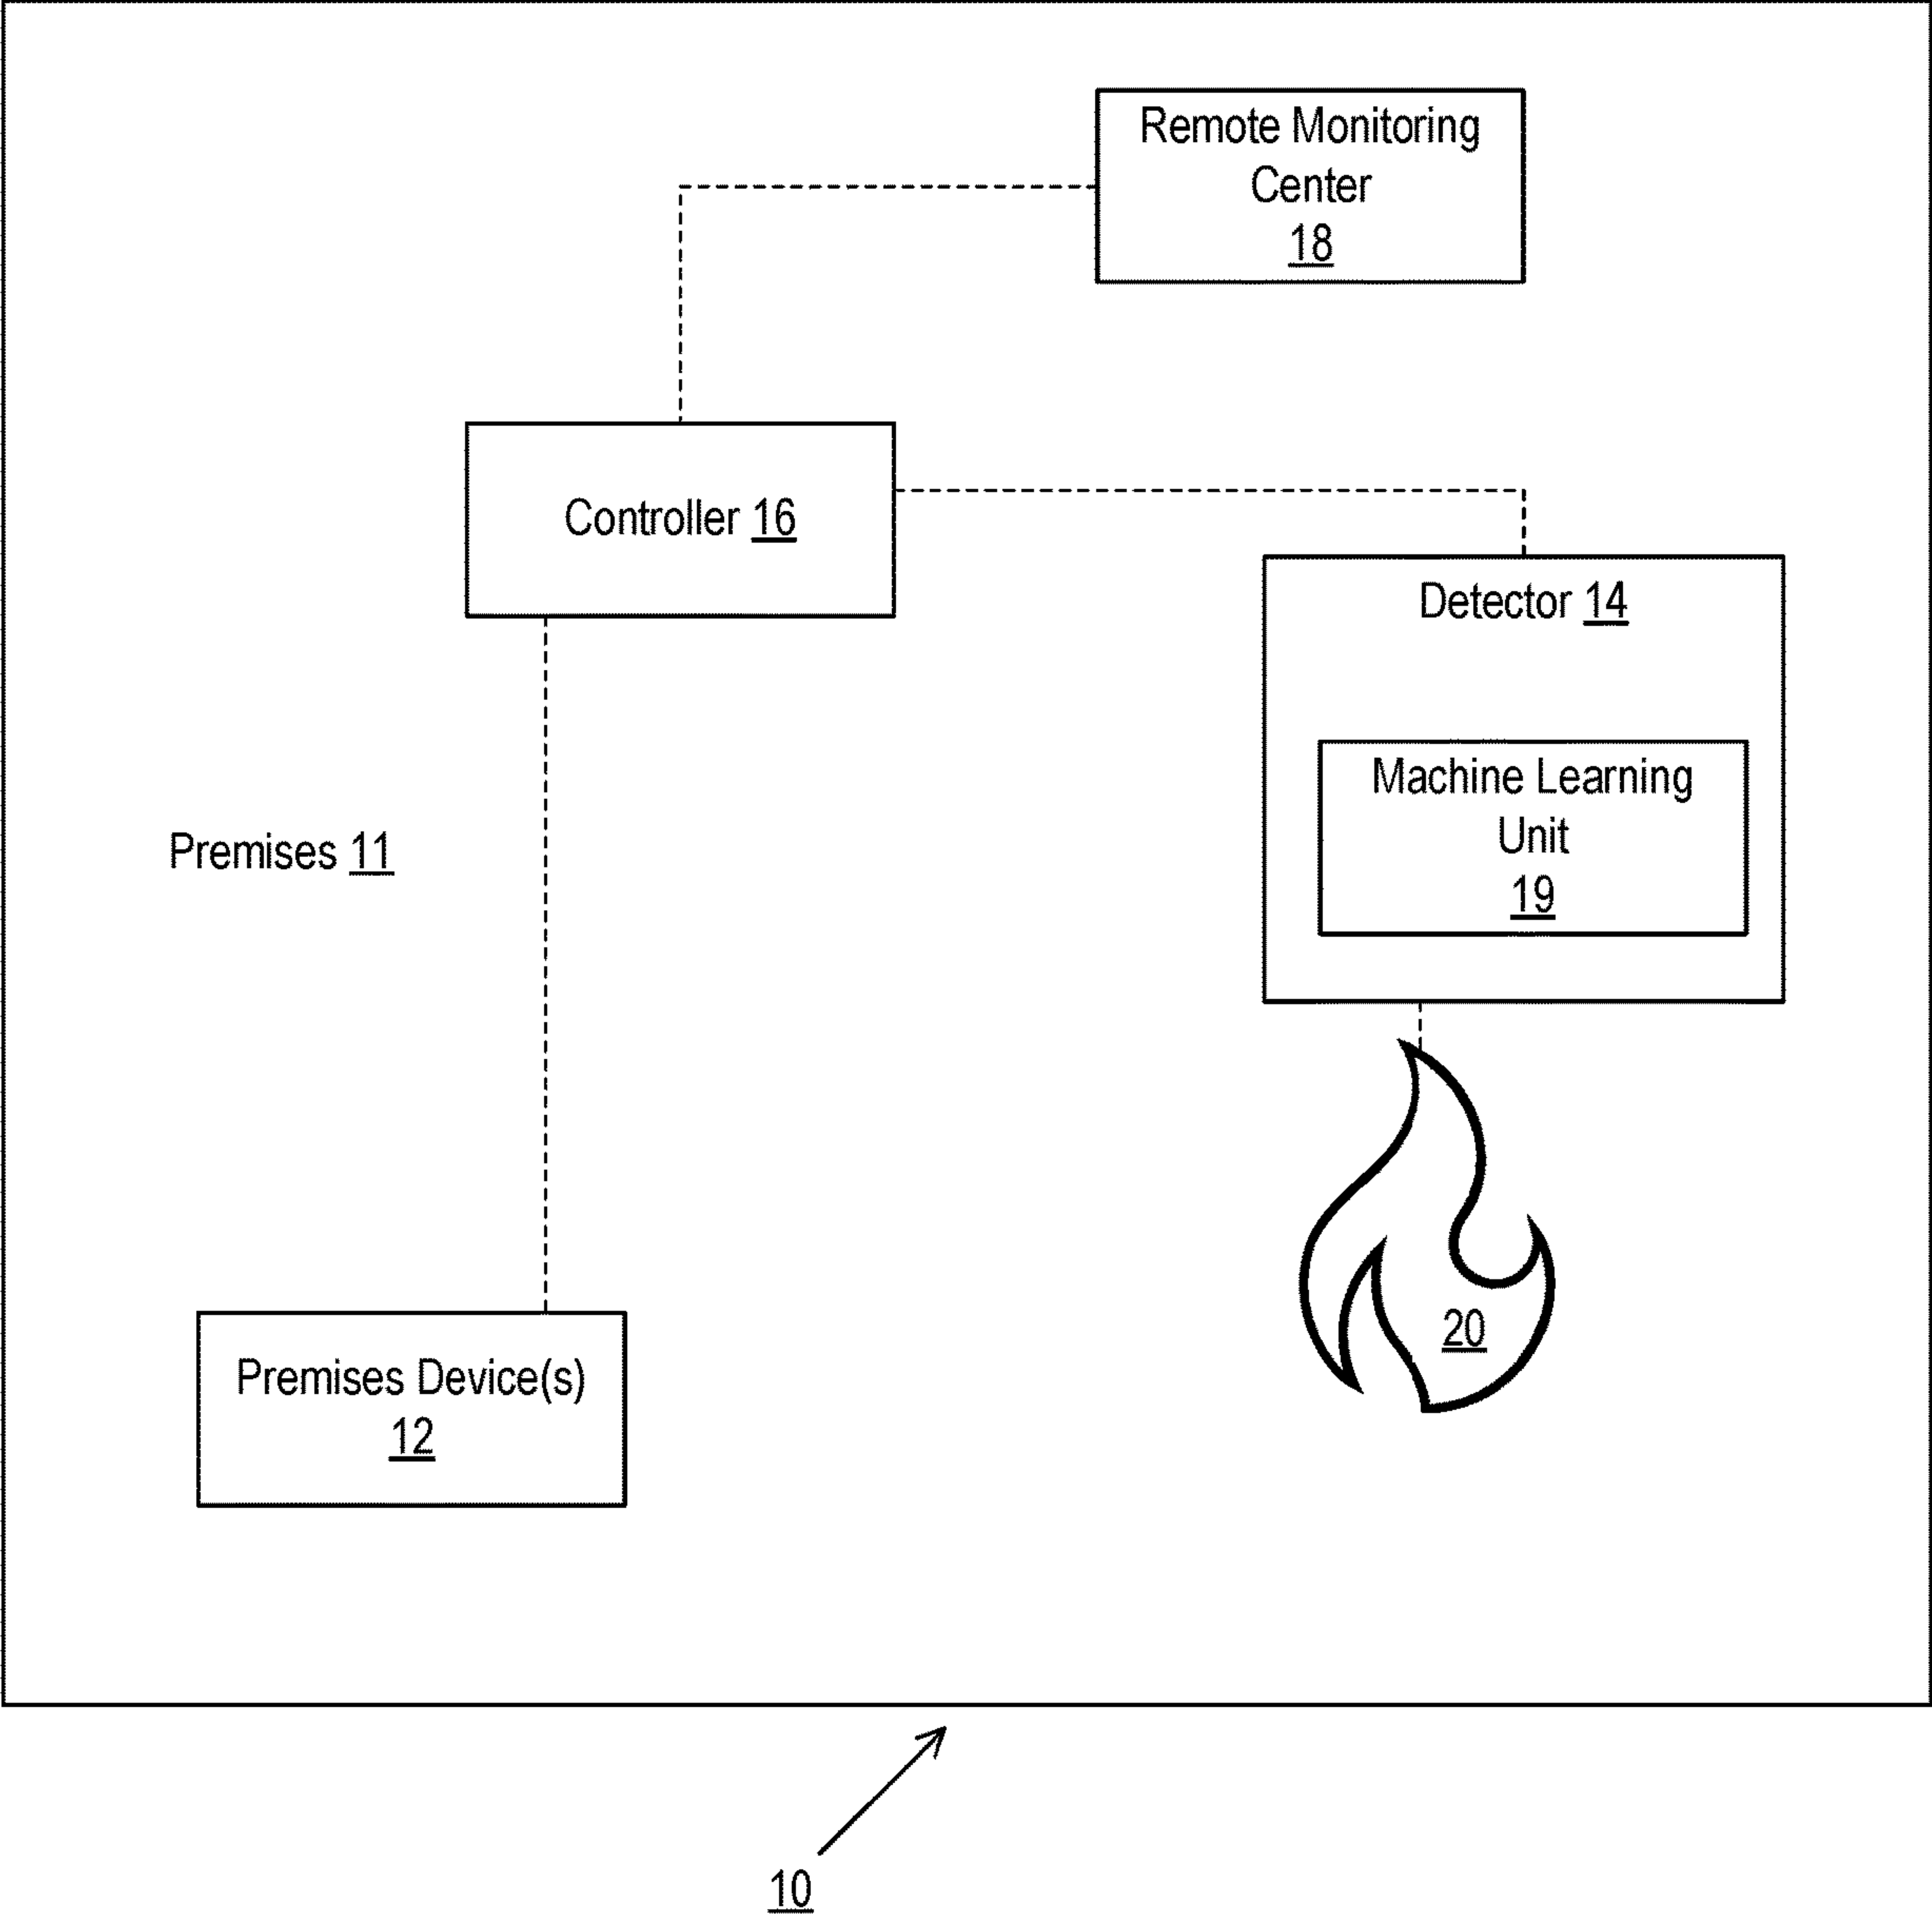 Remote Monitoring
Center
18
Controller 16
Detector 14
Machine Learning
Unit
19
Premises 11
20
Premises Device(s)
12
10